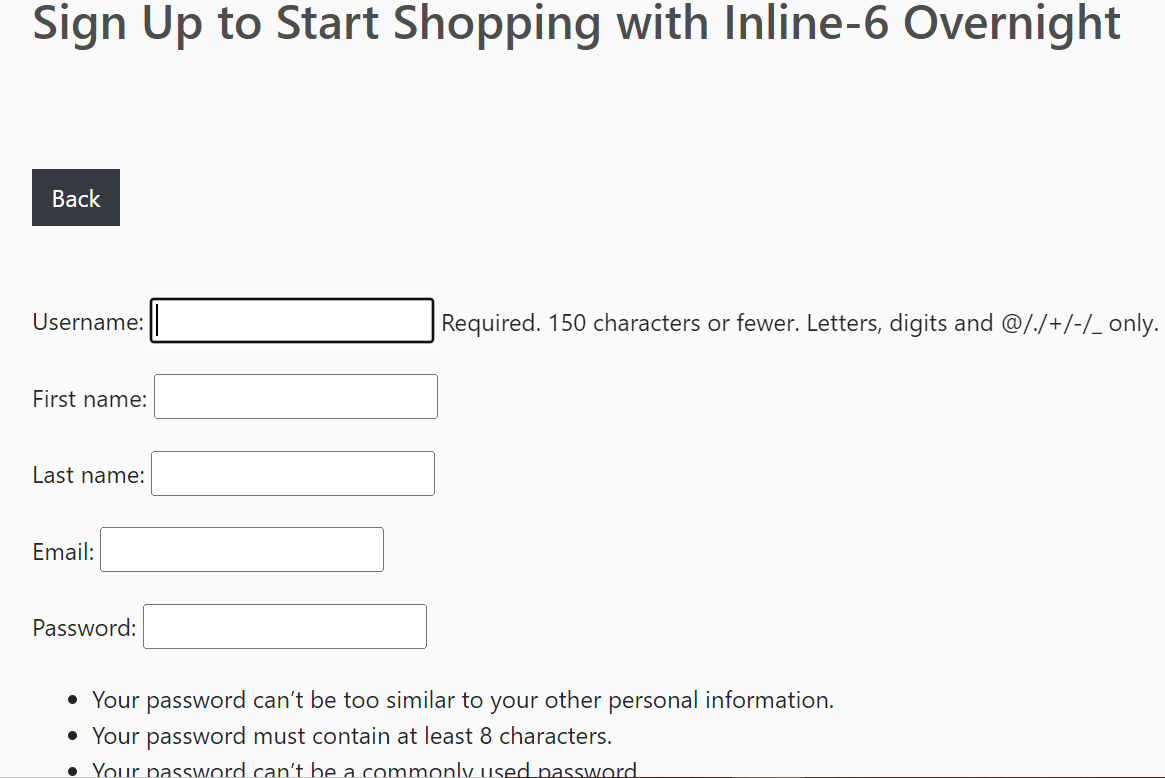 Sign Up to Start Shopping with Inline-6 Overnight
Back
Username: Required. 150 characters or fewer. Letters, digits and @/./+/-/_ only.
First name:
Last name:
Email:
Password:
• Your password can’t be too similar to your other personal information.
• Your password must contain at least 8 characters.
• Your password can’t be a commonly used password